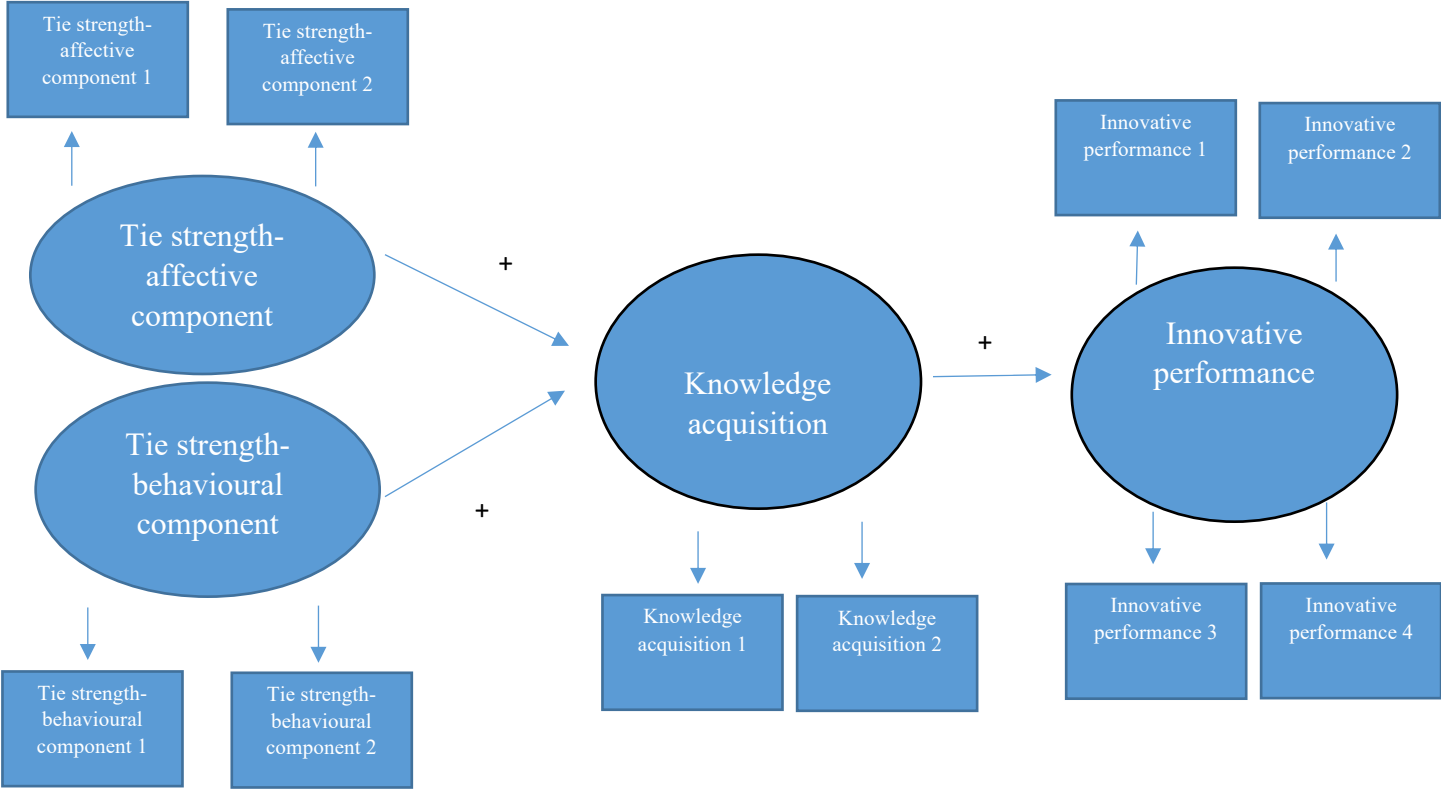 Tie strength-
affective
component 1
Tie strength-
affective
component 2
Innovative
performance 1
Innovative
performance 2
Tie strength-
affective
component
+
+
Knowledge
acquisition
Innovative
performance
Tie strength-
behavioural
component
+
Knowledge
acquisition 1
Knowledge
acquisition 2
Innovative
performance 3
Innovative
performance 4
Tie strength-
behavioural
component 1
Tie strength-
behavioural
component 2